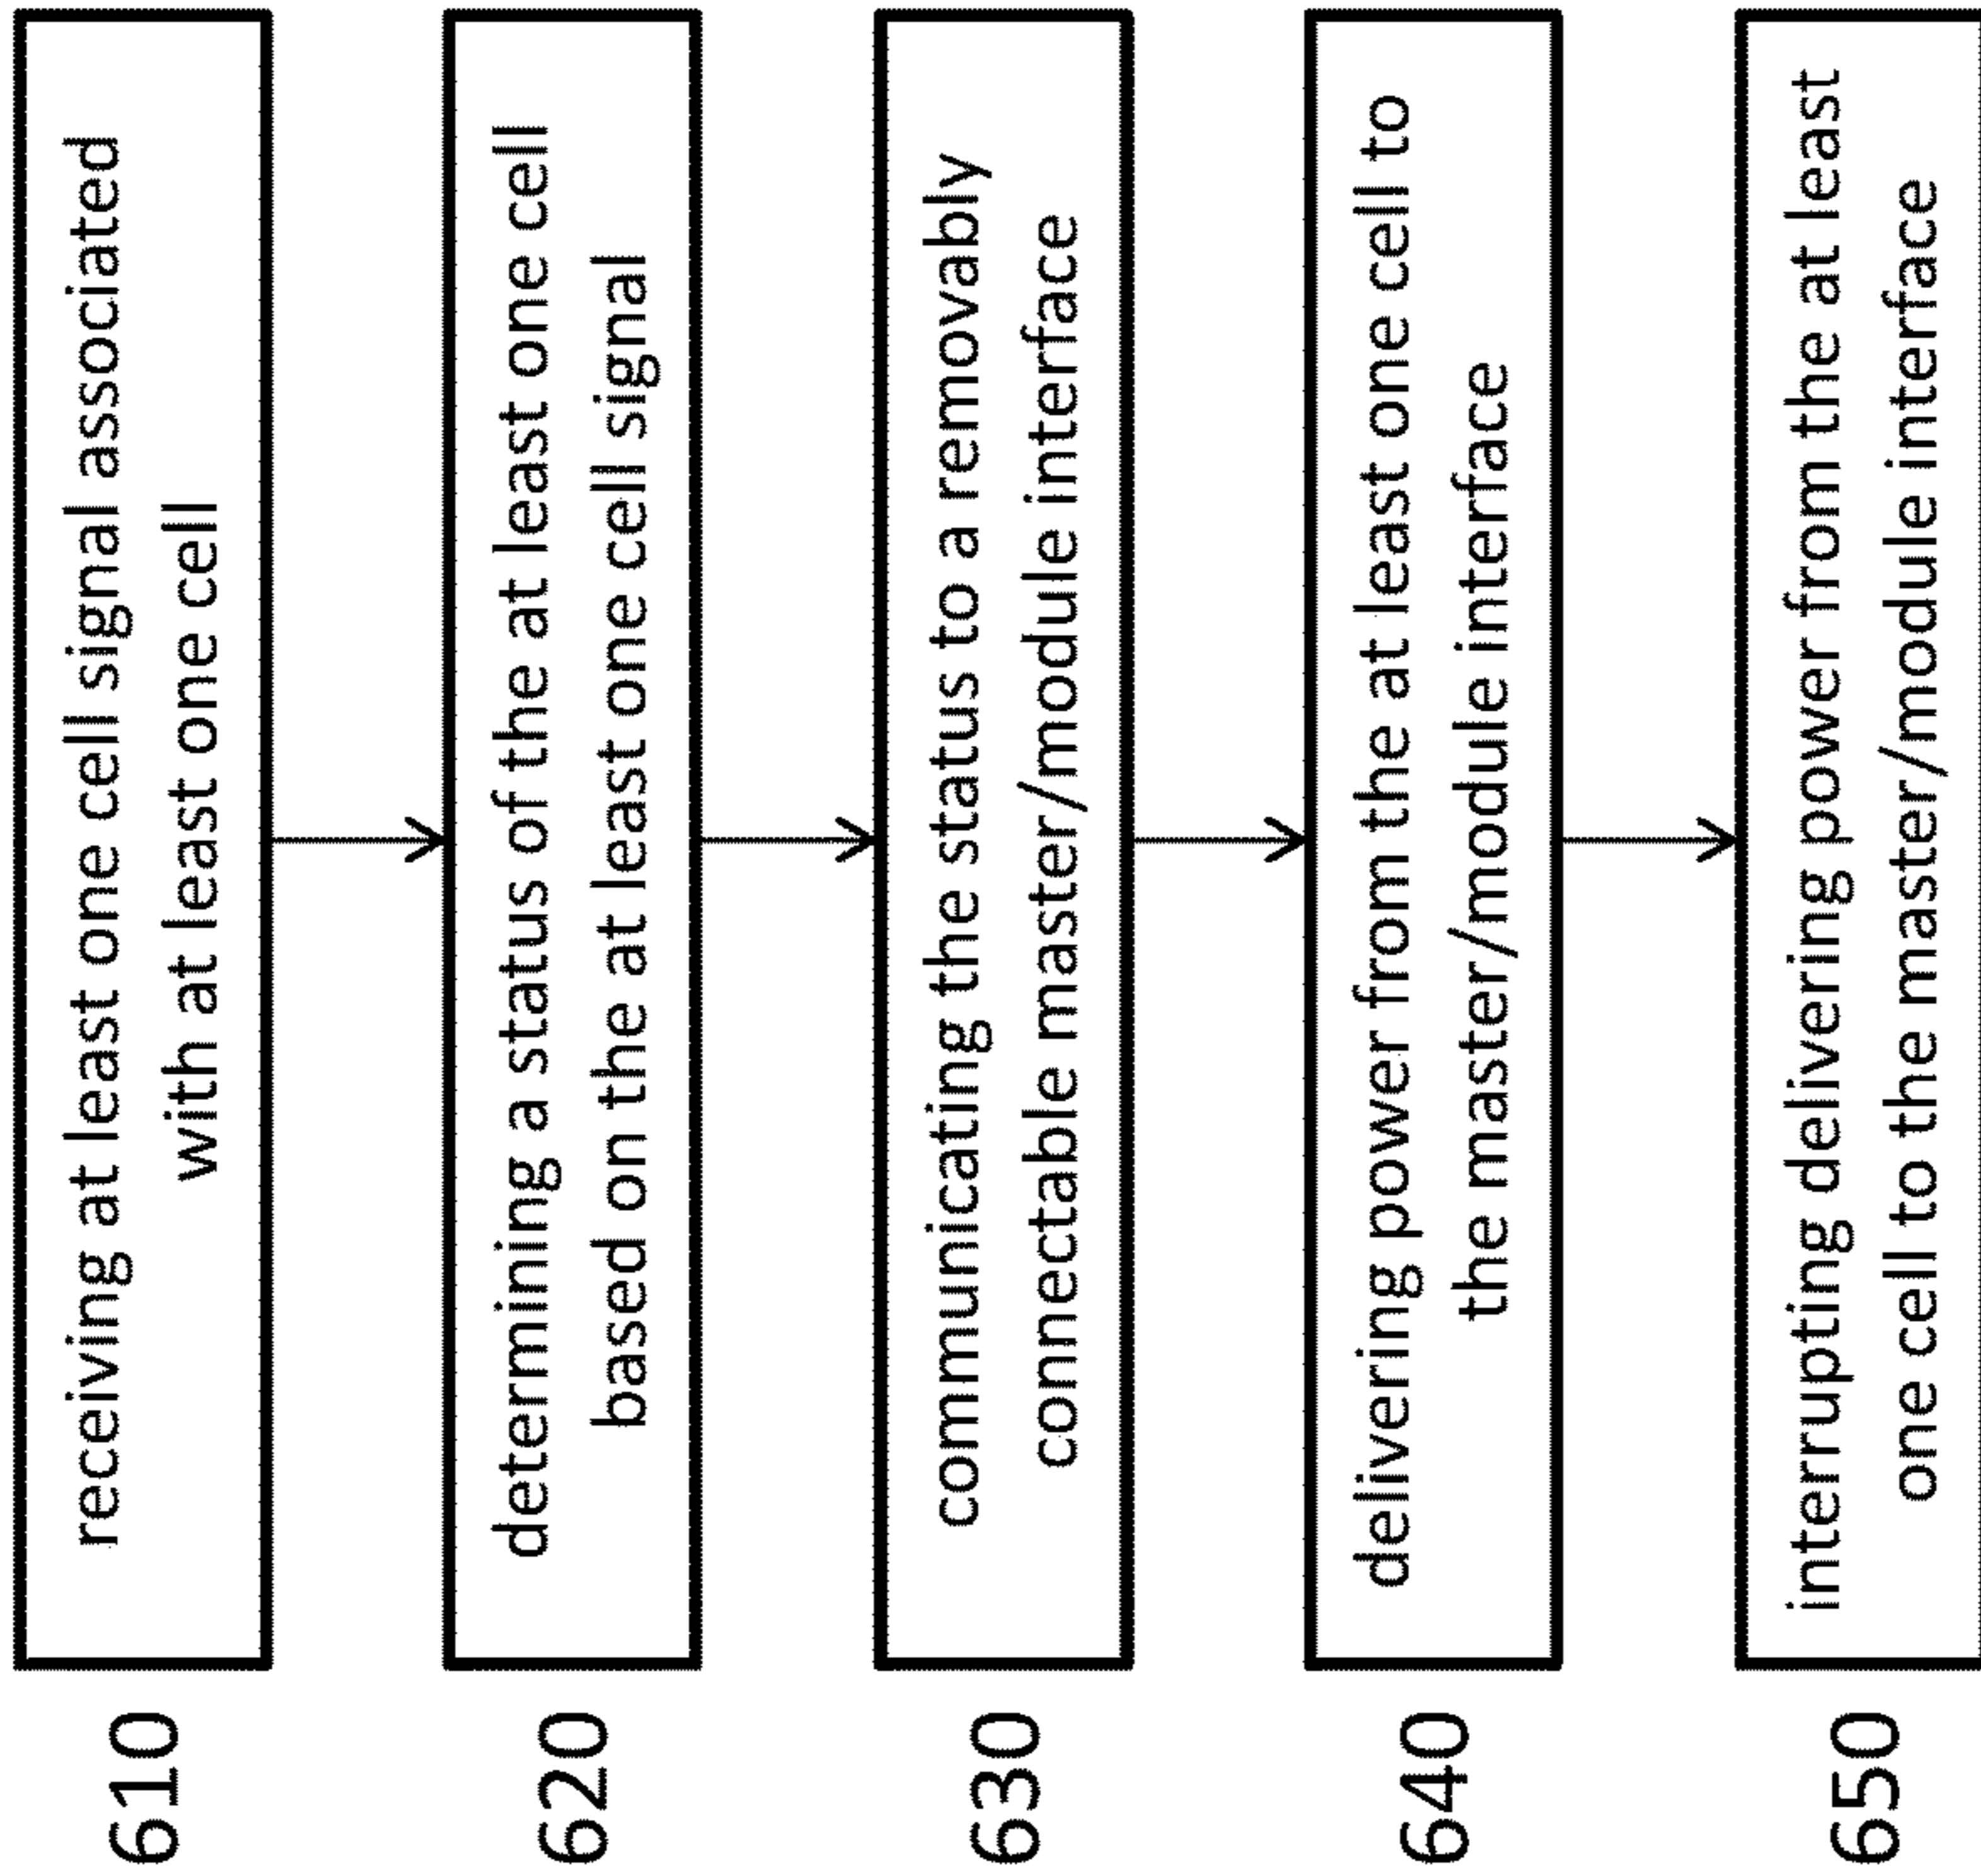 610
receiving at least one cell signal associated
with at least one cell
620
determining a status of the at least one cell
based on the at least one cell signal
630
communicating the status to a removably
connectable master/module interface
640
delivering power from the at least one cell to
the master/module interface
650
interrupting delivering power from the at least
one cell to the master/module interface